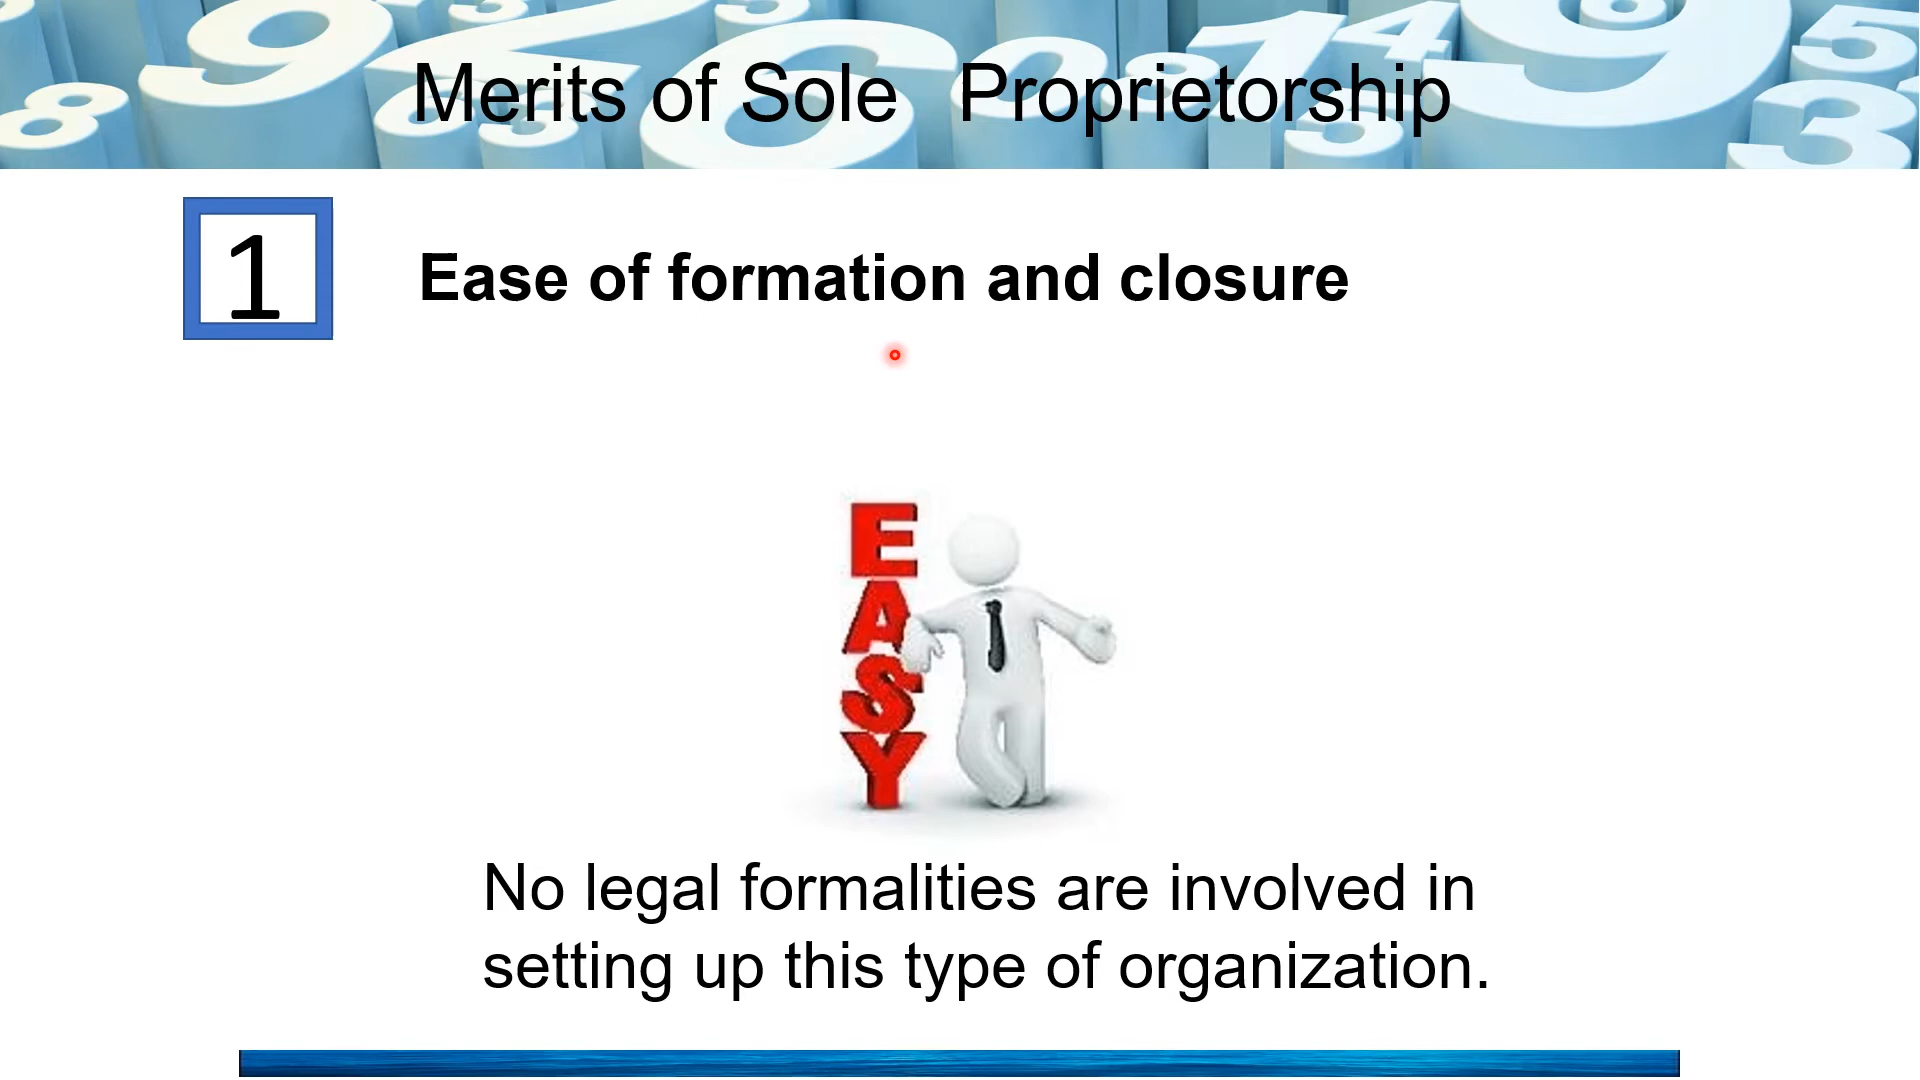 Merits of Sole Proprietorship
1
Ease of formation and closure
EASY
No legal formalities are involved in
setting up this type of organization.